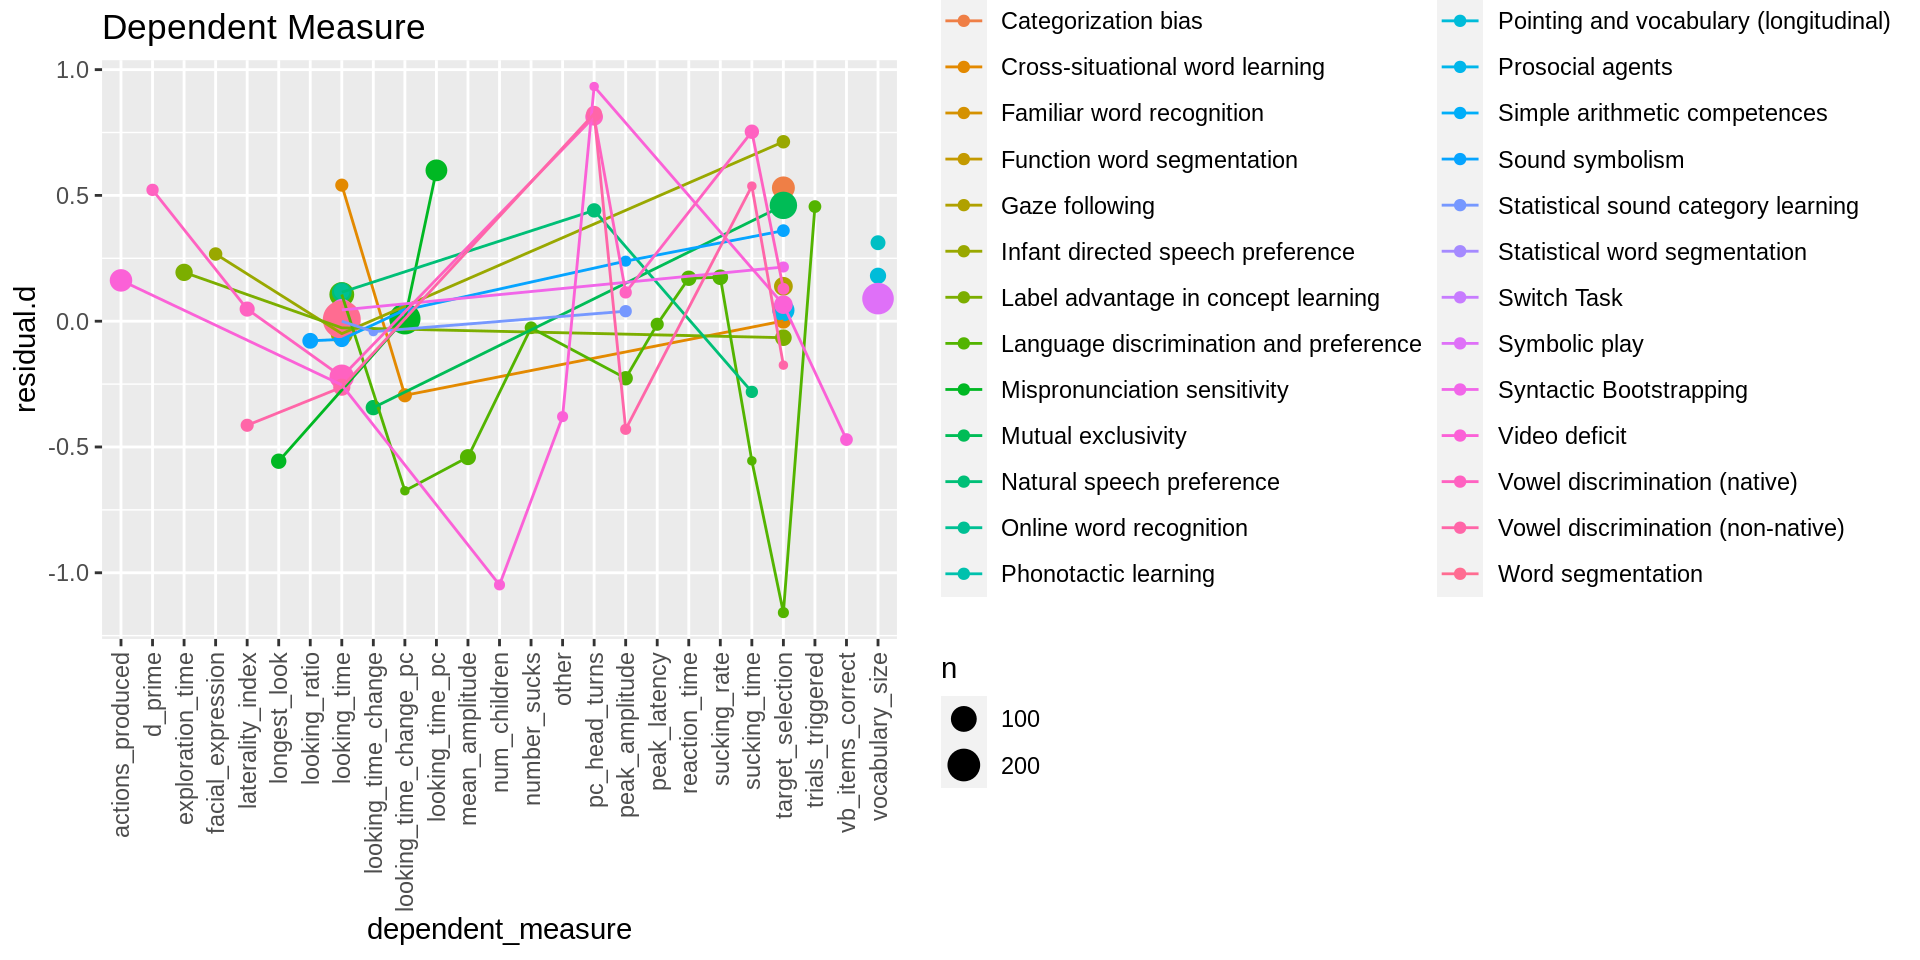 Dependent Measure
residual.d
1.0
0.5
0.0
-0.5
-1.0
actions_produced
d_prime
exploration_time
facial_expression
laterality_index
longest_look
looking_ratio
looking_time
looking_time_change
looking_time_change_pc
looking_time_pc
mean_amplitude
num_children
number_sucks
other
pc_head_turns
peak_amplitude
peak_latency
reaction_time
sucking_rate
sucking_time
target_selection
trials_triggered
vb_items_correct
vocabulary_size
dependent_measure
Categorization bias
Cross-situational word learning
Familiar word recognition
Function word segmentation
Gaze following
Infant directed speech preference
Label advantage in concept learning
Language discrimination and preference
Mispronunciation sensitivity
Mutual exclusivity
Natural speech preference
Online word recognition
Phonotactic learning
Pointing and vocabulary (longitudinal)
Prosocial agents
Simple arithmetic competences
Sound symbolism
Statistical sound category learning
Statistical word segmentation
Switch Task
Symbolic play
Syntactic Bootstrapping
Video deficit
Vowel discrimination (native)
Vowel discrimination (non-native)
Word segmentation
n
100
200